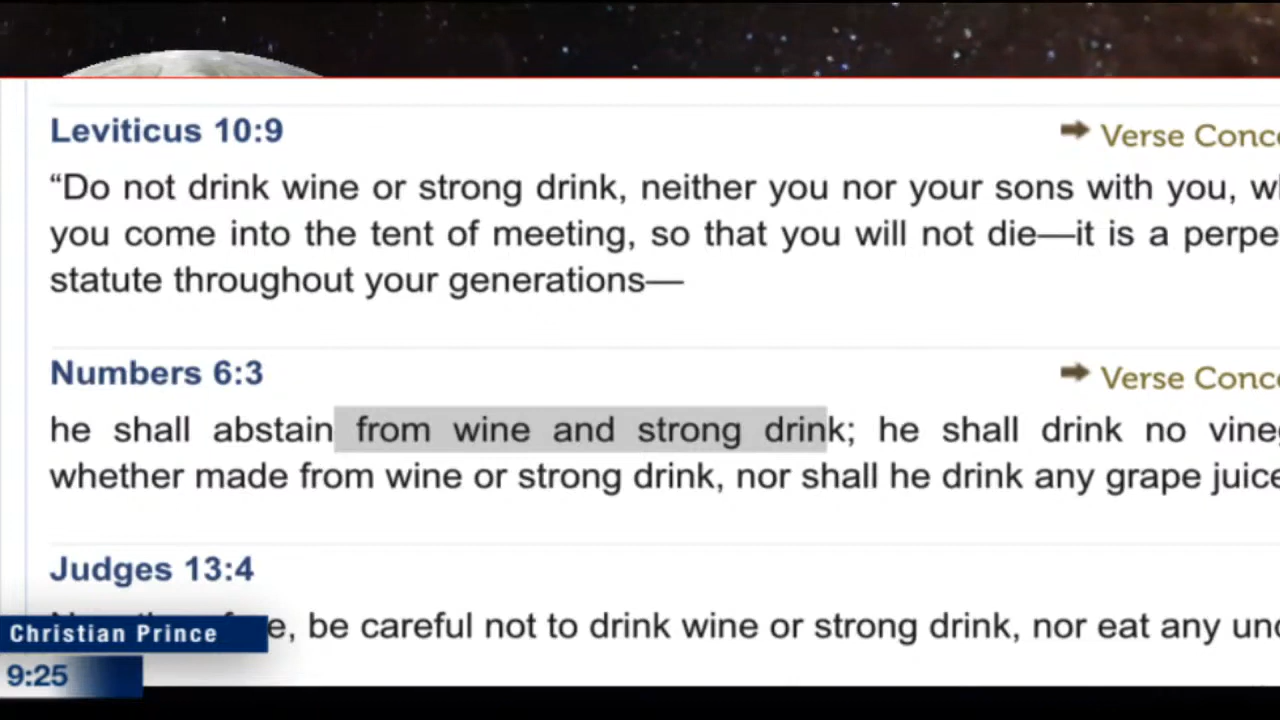 Leviticus 10:9
Verse Conc
“Do not drink wine or strong drink, neither you nor your sons with you,
you come into the tent of meeting, so that you will not die—it is a
statute throughout your generations—
Numbers 6:3
Verse Conc
he shall abstain from wine and strong drink; he shall drink no
whether made from wine or strong drink, nor shall he drink any grape juice
Judges 13:4
be careful not to drink wine or strong drink, nor eat any
Christian Prince
9:25